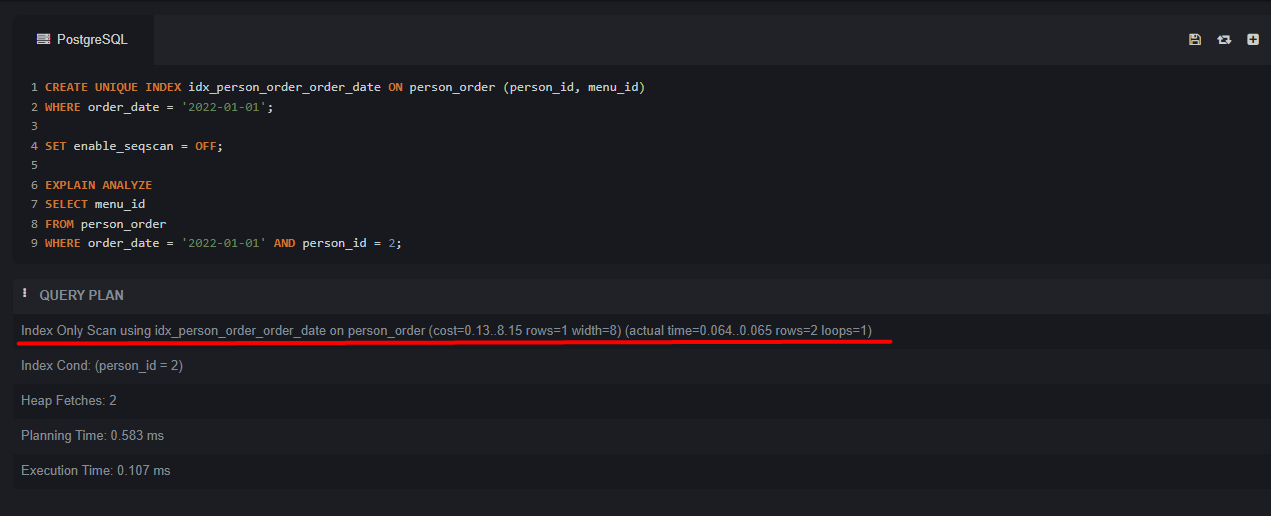 PostgreSQL
1 CREATE UNIQUE INDEX idx_person_order_order_date ON person_order (person_id, menu_id)
2 WHERE order_date = '2022-01-01';
3
4 SET enable_seqscan = OFF;
5
6 EXPLAIN ANALYZE
7 SELECT menu_id
8 FROM person_order
9 WHERE order_date = '2022-01-01' AND person_id = 2;
QUERY PLAN
Index Only Scan using idx_person_order_order_date on person_order (cost=0.13..8.15 rows=1 width=8) (actual time=0.064..0.065 rows=2 loops=1)
Index Cond: (person_id = 2)
Heap Fetches: 2
Planning Time: 0.583 ms
Execution Time: 0.107 ms